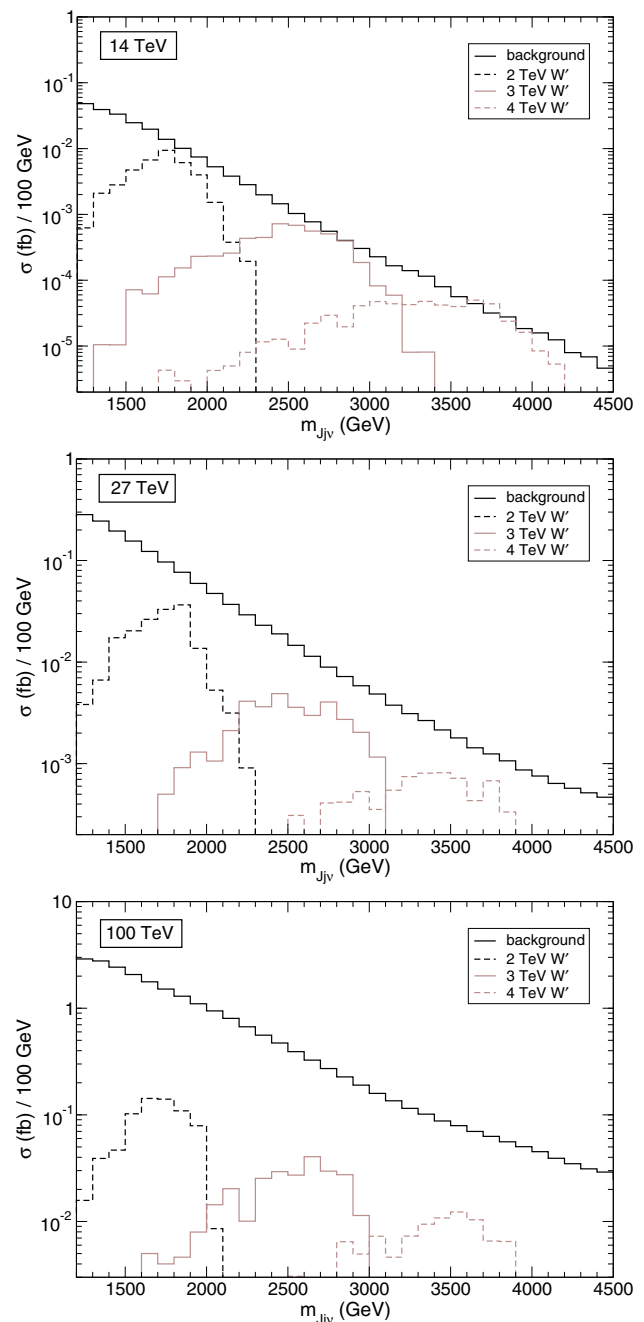 14 TeV
background
2 TeV W′
3 TeV W′
4 TeV W′
σ (fb) / 100 GeV
1
10⁻¹
10⁻²
10⁻³
10⁻⁴
10⁻⁵
1500 2000 2500 3000 3500 4000 4500
m_Jjν (GeV)
27 TeV
background
2 TeV W′
3 TeV W′
4 TeV W′
σ (fb) / 100 GeV
1
10⁻¹
10⁻²
10⁻³
1500 2000 2500 3000 3500 4000 4500
m_Jjν (GeV)
100 TeV
background
2 TeV W′
3 TeV W′
4 TeV W′
σ (fb) / 100 GeV
10
1
10⁻¹
10⁻²
1500 2000 2500 3000 3500 4000 4500
m_Jjν (GeV)